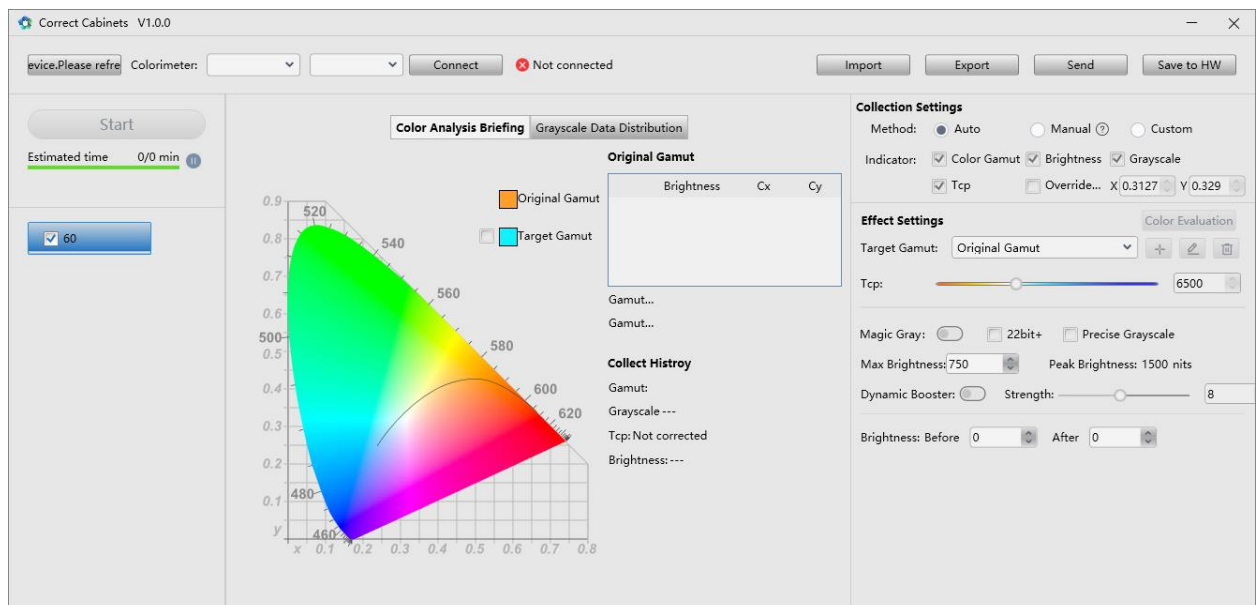 Correct Cabinets V1.0.0
evice.Please refre Colorimeter: Connect Not connected Import Export Send Save to HW
Start
Estimated time 0/0 min
60
Color Analysis Briefing Grayscale Data Distribution
Original Gamut
Brightness Cx Cy
Original Gamut
Target Gamut
0.9
0.8
0.7
0.6
0.5
0.4
0.3
0.2
0.1
y
x 0.1 0.2 0.3 0.4 0.5 0.6 0.7 0.8
520
540
560
580
600
620
500
480
460
Gamut...
Gamut...
Collect Histroy
Gamut:
Grayscale ---
Tcp: Not corrected
Brightness: ---
Collection Settings
Method: Auto Manual ? Custom
Indicator: Color Gamut Brightness Grayscale
Tcp Override... X 0.3127 Y 0.329
Effect Settings Color Evaluation
Target Gamut: Original Gamut
Tcp: 6500
Magic Gray: 22bit+ Precise Grayscale
Max Brightness: 750 Peak Brightness: 1500 nits
Dynamic Booster: Strength: 8
Brightness: Before 0 After 0